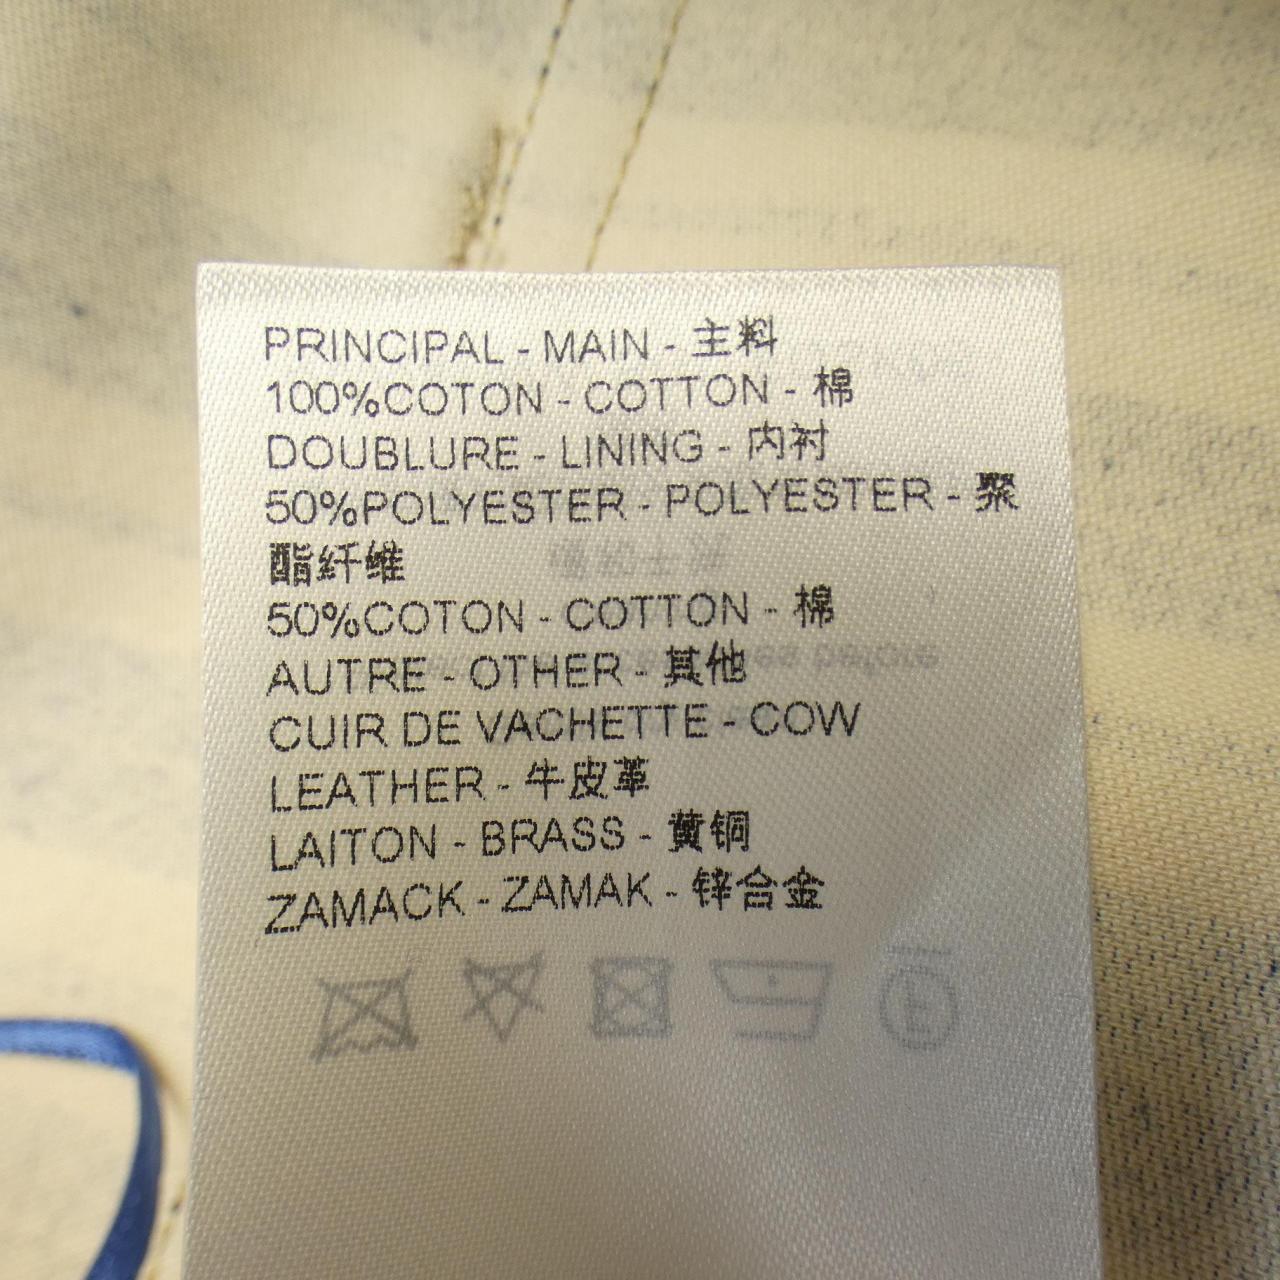 PRINCIPAL - MAIN - 主料
100%COTON - COTTON - 棉
DOUBLURE - LINING - 内衬
50%POLYESTER - POLYESTER - 聚
酯纤维
50%COTON - COTTON - 棉
AUTRE - OTHER - 其他
CUIR DE VACHETTE - COW
LEATHER - 牛皮革
LAITON - BRASS - 黄铜
ZAMACK - ZAMAK - 锌合金